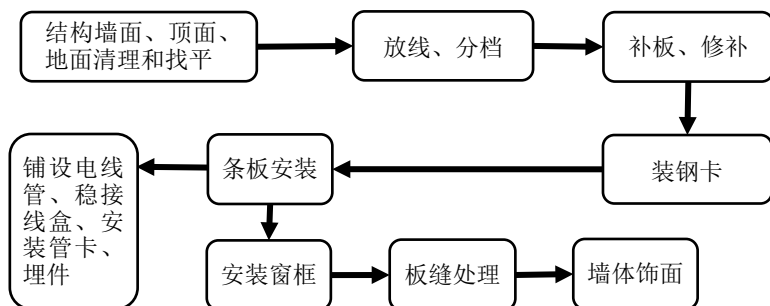 结构墙面、顶面、
地面清理和找平
放线、分档
补板、修补
装钢卡
条板安装
铺设电线
管、稳接
线盒、安
装管卡、
埋件
安装窗框
板缝处理
墙体饰面